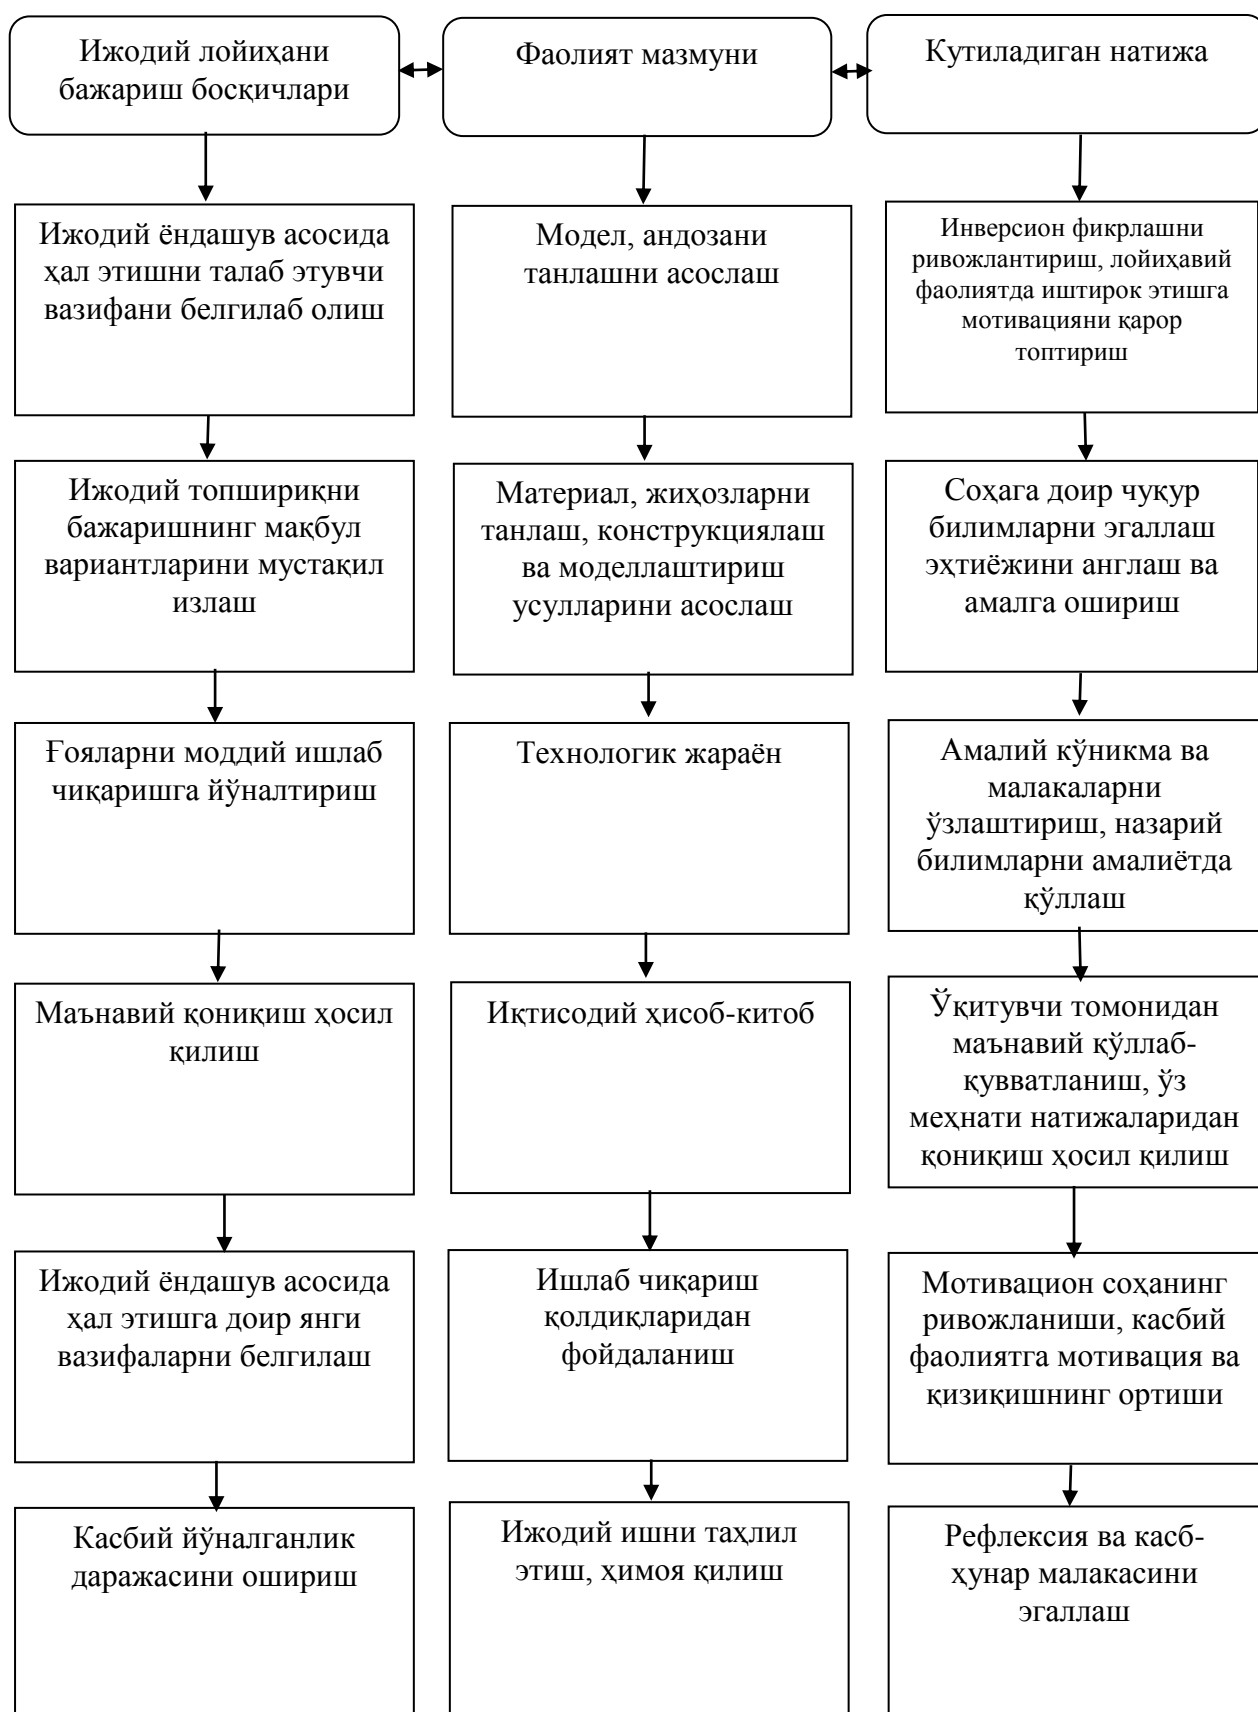 Ижодий лойиҳани
бажариш босқичлари
Фаолият мазмуни
Кутиладиган натижа
Ижодий ёндашув асосида
ҳал этишни талаб этувчи
вазифани белгилаб олиш
Модел, андозани
танлашни асослаш
Инверсион фикрлашни
ривожлантириш, лойиҳавий
фаолиятда иштирок этишга
мотивацияни қарор
топтириш
Ижодий топшириқни
бажаришнинг мақбул
вариантларини мустақил
излаш
Материал, жиҳозларни
танлаш, конструкциялаш
ва моделлаштириш
усулларини асослаш
Соҳага доир чуқур
билимларни эгаллаш
эҳтиёжини англаш ва
амалга ошириш
Ғояларни моддий ишлаб
чиқаришга йўналтириш
Технологик жараён
Амалий кўникма ва
малакаларни
ўзлаштириш, назарий
билимларни амалиётда
қўллаш
Маънавий қониқиш ҳосил
қилиш
Иқтисодий ҳисоб-китоб
Ўқитувчи томонидан
маънавий қўллаб-
қувватланиш, ўз
меҳнати натижаларидан
қониқиш ҳосил қилиш
Ижодий ёндашув асосида
ҳал этишга доир янги
вазифаларни белгилаш
Ишлаб чиқариш
қолдиқларидан
фойдаланиш
Мотивацион соҳанинг
ривожланиши, касбий
фаолиятга мотивация ва
қизиқишнинг ортиши
Касбий йўналганлик
даражасини ошириш
Ижодий ишни таҳлил
этиш, ҳимоя қилиш
Рефлексия ва касб-
ҳунар малакасини
эгаллаш